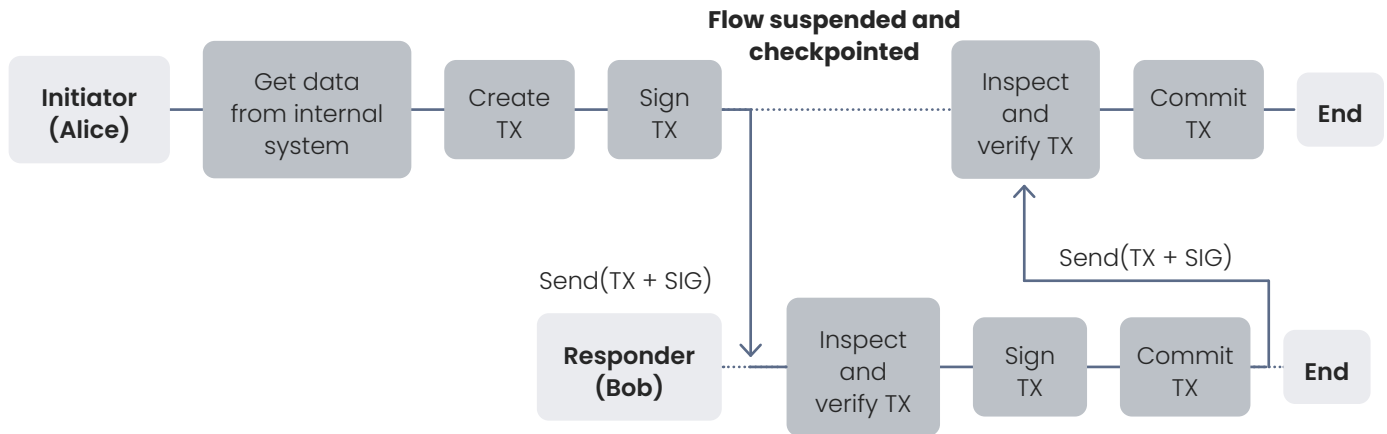 Flow suspended and
checkpointed
Initiator
(Alice)
Get data
from internal
system
Create
TX
Sign
TX
Inspect
and
verify TX
Commit
TX
End
Send(TX + SIG)
Send(TX + SIG)
Responder
(Bob)
Inspect
and
verify TX
Sign
TX
Commit
TX
End